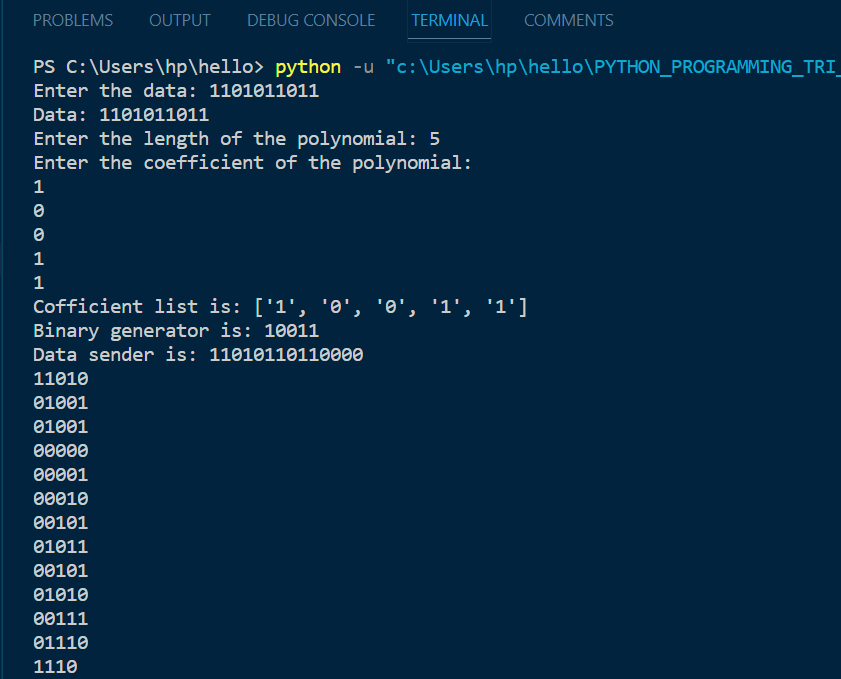 PROBLEMS OUTPUT DEBUG CONSOLE TERMINAL COMMENTS
PS C:\Users\hp\hello> python -u "c:\Users\hp\hello\PYTHON_PROGRAMMING_TRI_
Enter the data: 1101011011
Data: 1101011011
Enter the length of the polynomial: 5
Enter the coefficient of the polynomial:
1
0
0
1
1
Cofficient list is: ['1', '0', '0', '1', '1']
Binary generator is: 10011
Data sender is: 11010110110000
11010
01001
01001
00000
00001
00010
00101
01011
00101
01010
00111
01110
1110